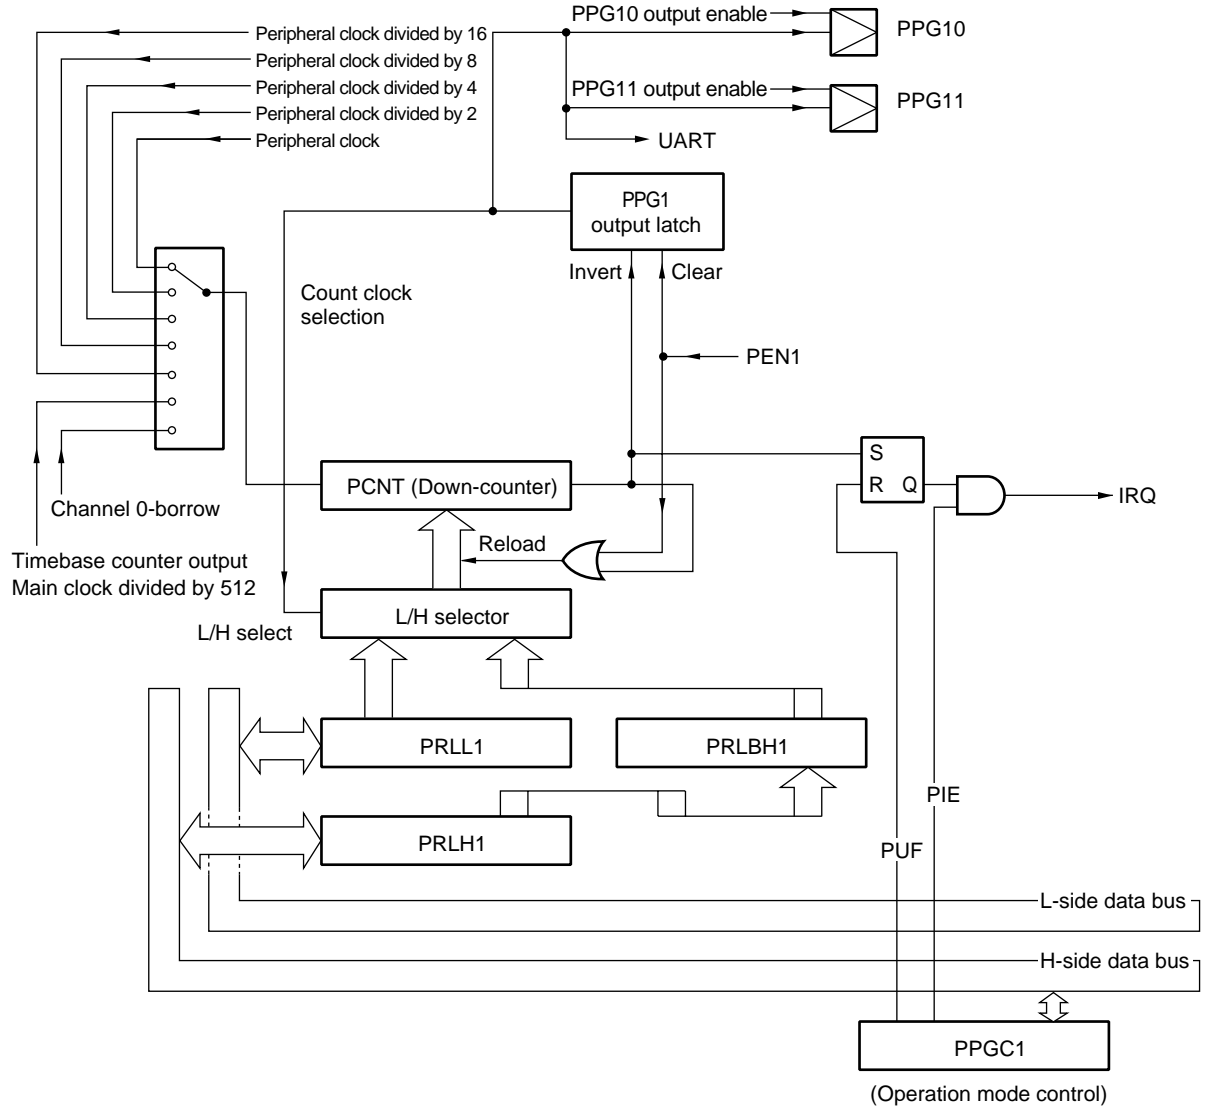 PPG10 output enable
PPG10
Peripheral clock divided by 16
Peripheral clock divided by 8
Peripheral clock divided by 4
Peripheral clock divided by 2
Peripheral clock
PPG11 output enable
PPG11
UART
PPG1
output latch
Invert
Clear
Count clock
selection
PEN1
S
R Q
IRQ
PCNT (Down-counter)
Channel 0-borrow
Reload
Timebase counter output
Main clock divided by 512
L/H selector
L/H select
PRLL1
PRLBH1
PIE
PRLH1
PUF
L-side data bus
H-side data bus
PPGC1
(Operation mode control)